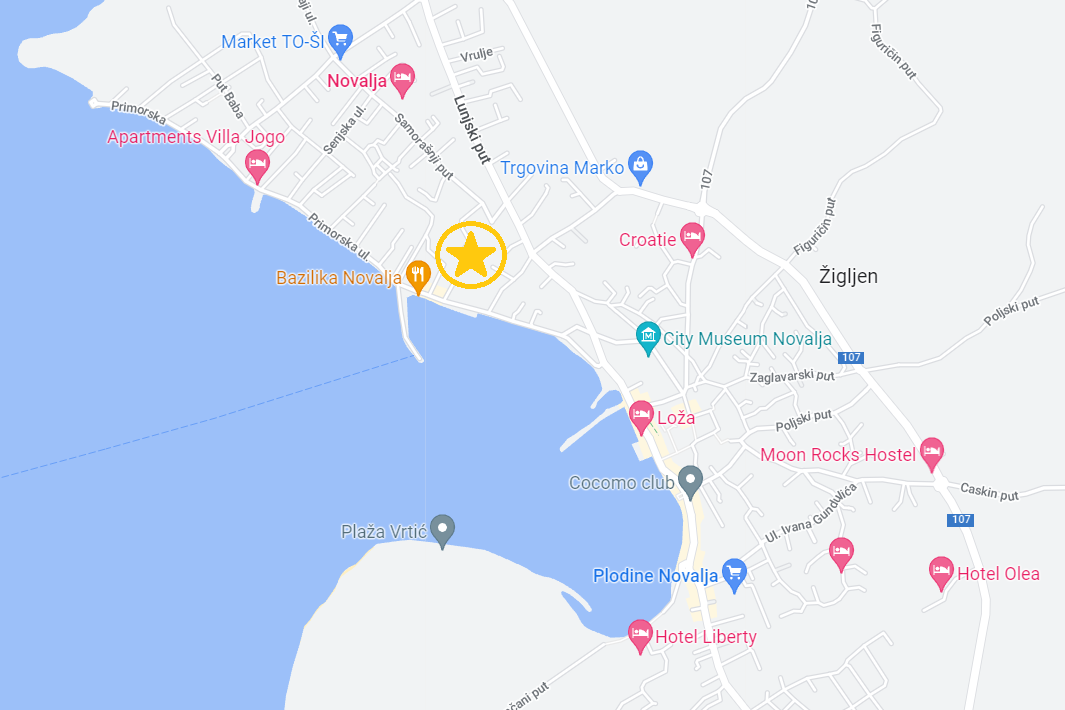 Market TO-ŠI
Vrulje
Novalja
Put Baba
Primorska
Lunjski put
Senjska ul.
Samorašnji put
Apartments Villa Jogo
Trgovina Marko
107
Figuričin put
Figuričin put
Primorska ul.
Croatie
Bazilika Novalja
Žigljen
Poljski put
City Museum Novalja
107
Zaglavarski put
Loža
Poljski put
Moon Rocks Hostel
Cocomo club
Caskin put
Ul. Ivana Gundulića
107
Plaža Vrtić
Plodine Novalja
Hotel Olea
Hotel Liberty